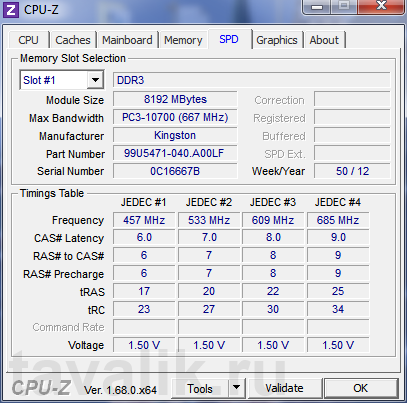 CPU-Z
CPU Caches Mainboard Memory SPD Graphics About
Memory Slot Selection
Slot #1 DDR3
Module Size 8192 MBytes Correction
Max Bandwidth PC3-10700 (667 MHz) Registered
Manufacturer Kingston Buffered
Part Number 99U5471-040.A00LF SPD Ext.
Serial Number 0C16667B Week/Year 50 / 12
Timings Table
JEDEC #1 JEDEC #2 JEDEC #3 JEDEC #4
Frequency 457 MHz 533 MHz 609 MHz 685 MHz
CAS# Latency 6.0 7.0 8.0 9.0
RAS# to CAS# 6 7 8 9
RAS# Precharge 6 7 8 9
tRAS 17 20 22 25
tRC 23 27 30 34
Command Rate
Voltage 1.50 V 1.50 V 1.50 V 1.50 V
tavalik.ru
CPU-Z Ver. 1.68.0.x64 Tools Validate OK